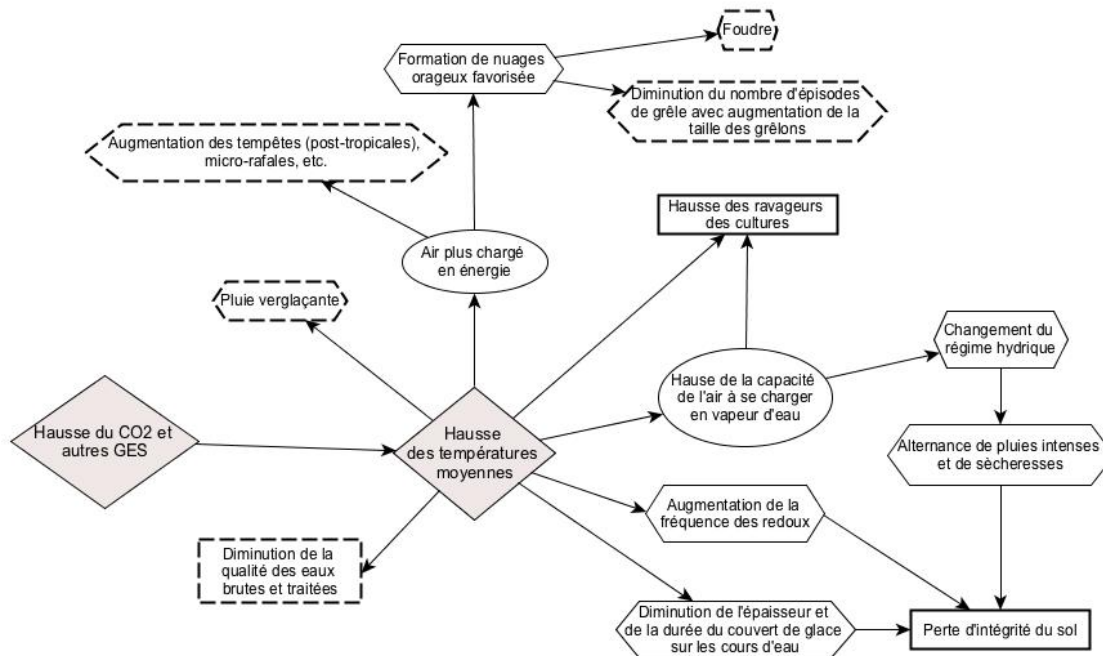 Foudre
Formation de nuages
orageux favorisée
Diminution du nombre d'épisodes
de grêle avec augmentation de la
taille des grêlons
Augmentation des tempêtes (post-tropicales),
micro-rafales, etc.
Hausse des ravageurs
des cultures
Air plus chargé
en énergie
Pluie verglaçante
Changement du
régime hydrique
Hause de la capacité
de l'air à se charger
en vapeur d'eau
Hausse du CO2 et
autres GES
Hausse
des températures
moyennes
Alternance de pluies intenses
et de sècheresses
Augmentation de la
fréquence des redoux
Diminution de la
qualité des eaux
brutes et traitées
Diminution de l'épaisseur et
de la durée du couvert de glace
sur les cours d'eau
Perte d'intégrité du sol